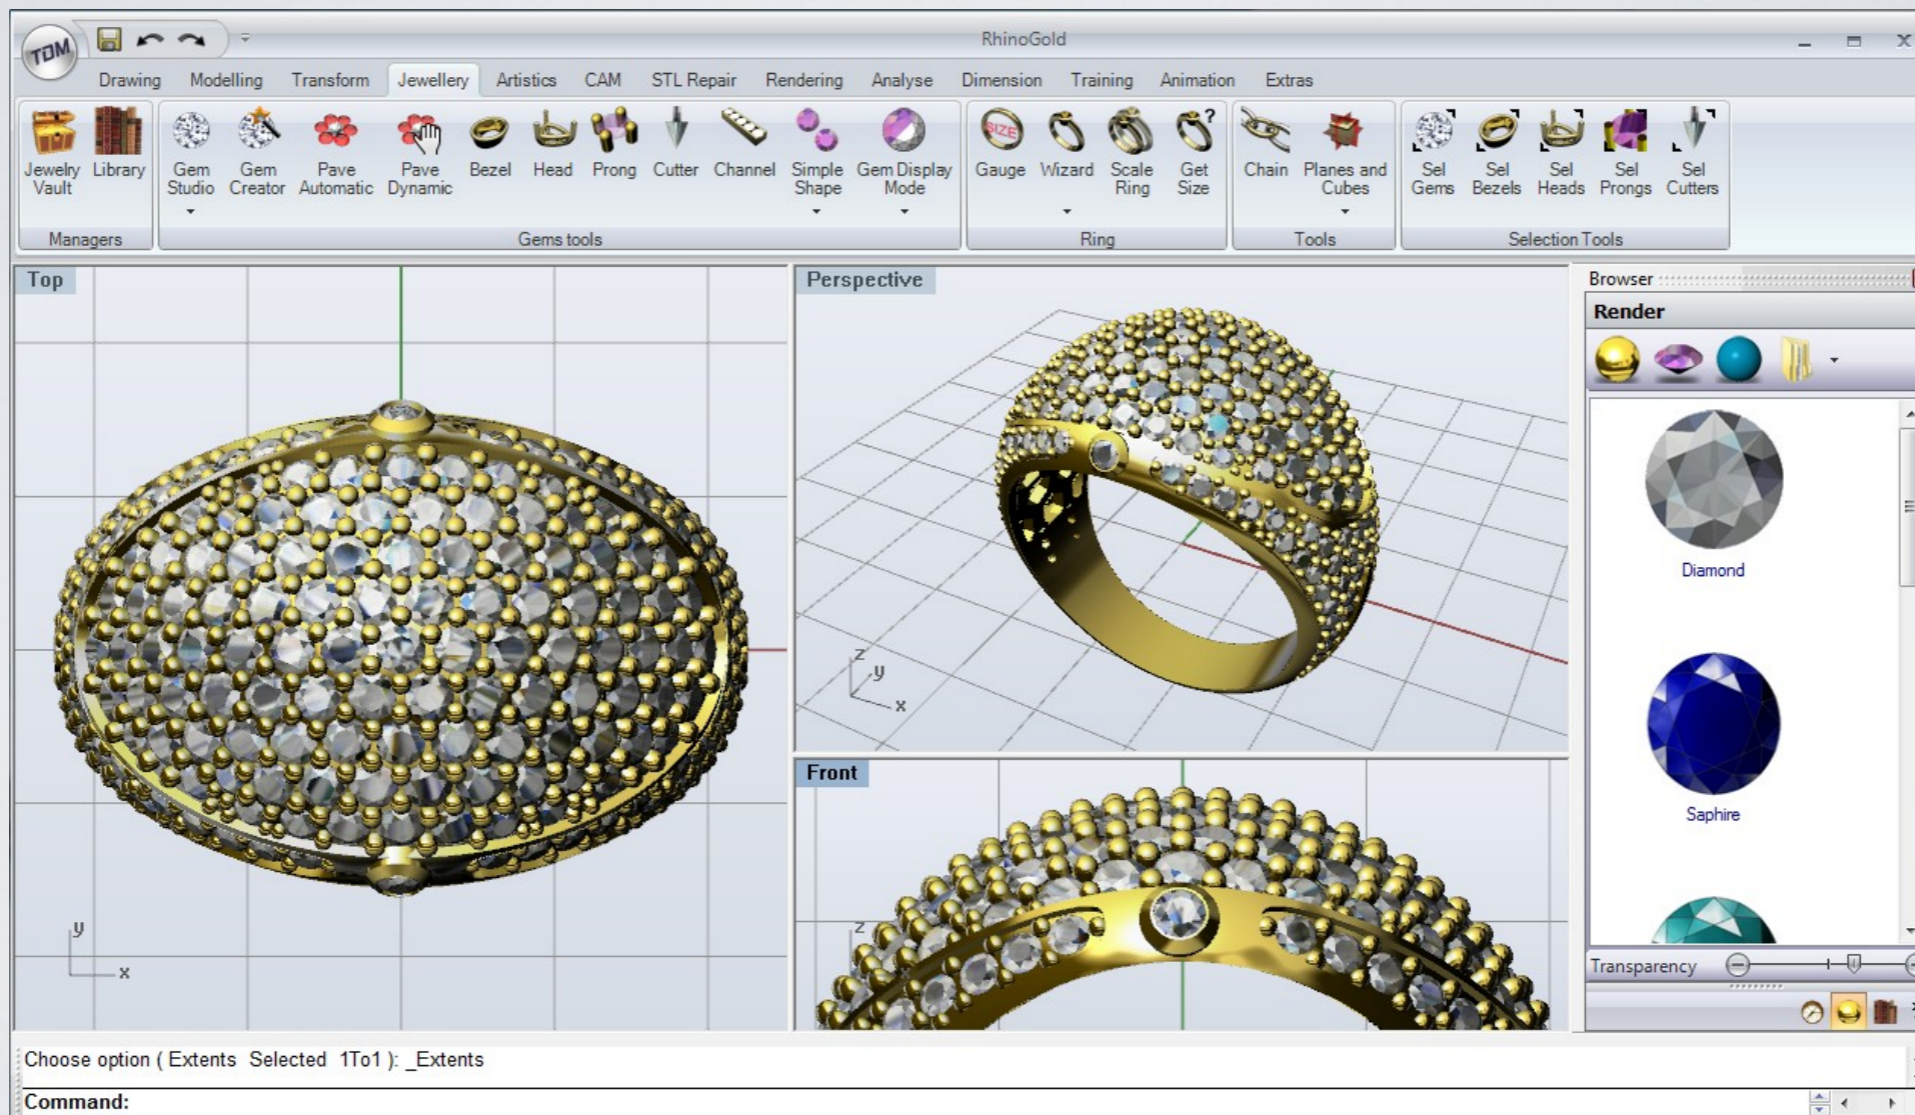 TDM
RhinoGold
Drawing Modelling Transform Jewellery Artistics CAM STL Repair Rendering Analyse Dimension Training Animation Extras
SIZE ?
Jewelry Library Gem Gem Pave Pave Bezel Head Prong Cutter Channel Simple Gem Display Gauge Wizard Scale Get Chain Planes and Sel Sel Sel Sel Sel
Vault Studio Creator Automatic Dynamic Shape Mode Ring Size Cubes Gems Bezels Heads Prongs Cutters
Managers Gems tools Ring Tools Selection Tools
Top
Perspective
Browser
Render
Diamond
z
y
x
Front
Saphire
z
y
x
Transparency
Choose option ( Extents Selected 1To1 ): _Extents
Command: